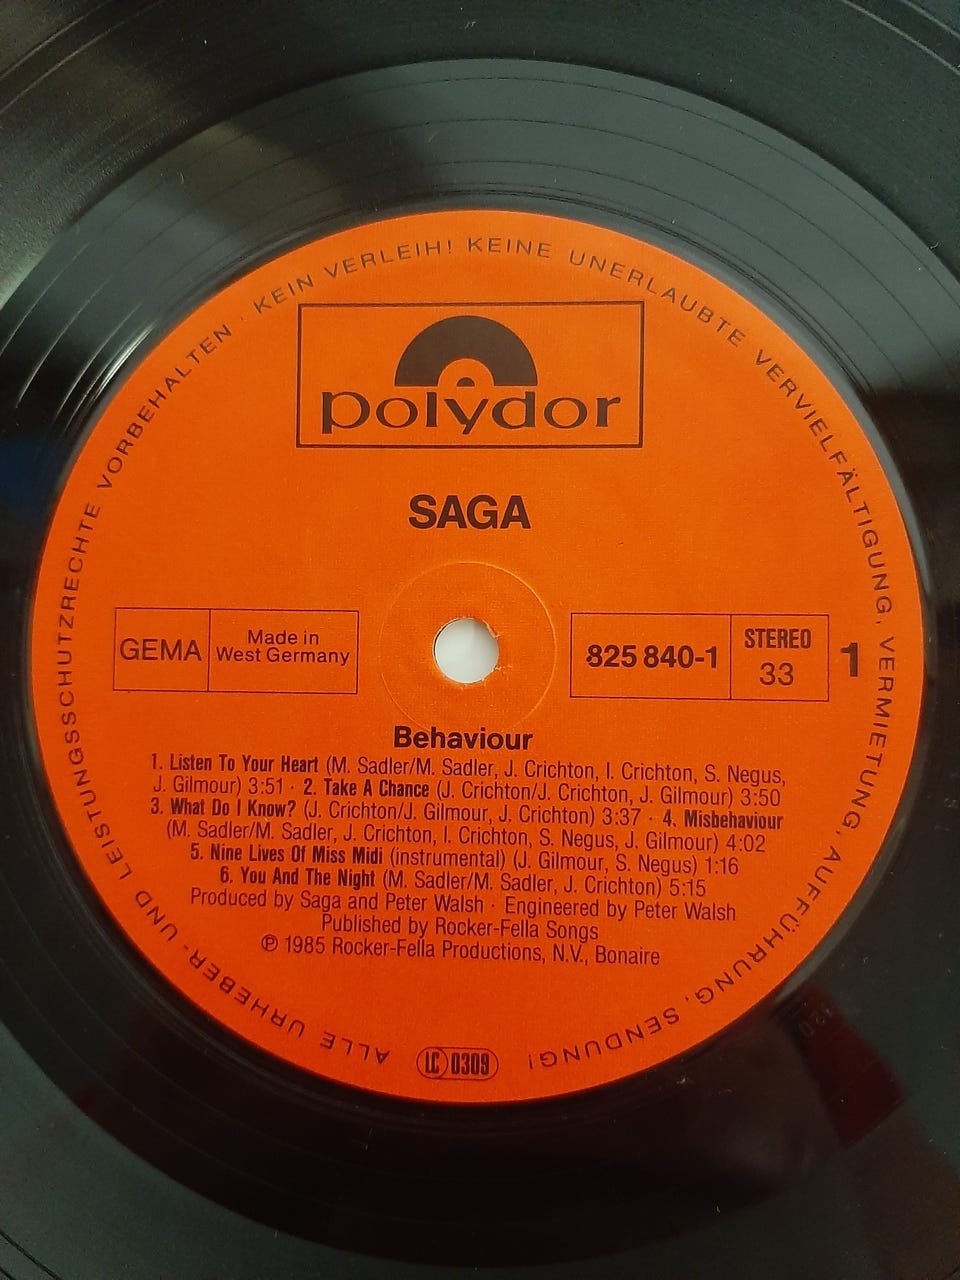 ALLE URHEBER- UND LEISTUNGSSCHUTZRECHTE VORBEHALTEN · KEIN VERLEIH! KEINE UNERLAUBTE VERVIELFÄLTIGUNG, VERMIETUNG, AUFFÜHRUNG, SENDUNG!
polydor
SAGA
GEMA
Made in
West Germany
825 840-1
STEREO
33
1
Behaviour
1. Listen To Your Heart (M. Sadler/M. Sadler, J. Crichton, I. Crichton, S. Negus,
J. Gilmour) 3:51 · 2. Take A Chance (J. Crichton/J. Crichton, J. Gilmour) 3:50
3. What Do I Know? (J. Crichton/J. Gilmour, J. Crichton) 3:37 · 4. Misbehaviour
(M. Sadler/M. Sadler, J. Crichton, I. Crichton, S. Negus, J. Gilmour) 4:02
5. Nine Lives Of Miss Midi (instrumental) (J. Gilmour, S. Negus) 1:16
6. You And The Night (M. Sadler/M. Sadler, J. Crichton) 5:15
Produced by Saga and Peter Walsh · Engineered by Peter Walsh
Published by Rocker-Fella Songs
℗ 1985 Rocker-Fella Productions, N.V., Bonaire
LC 0309